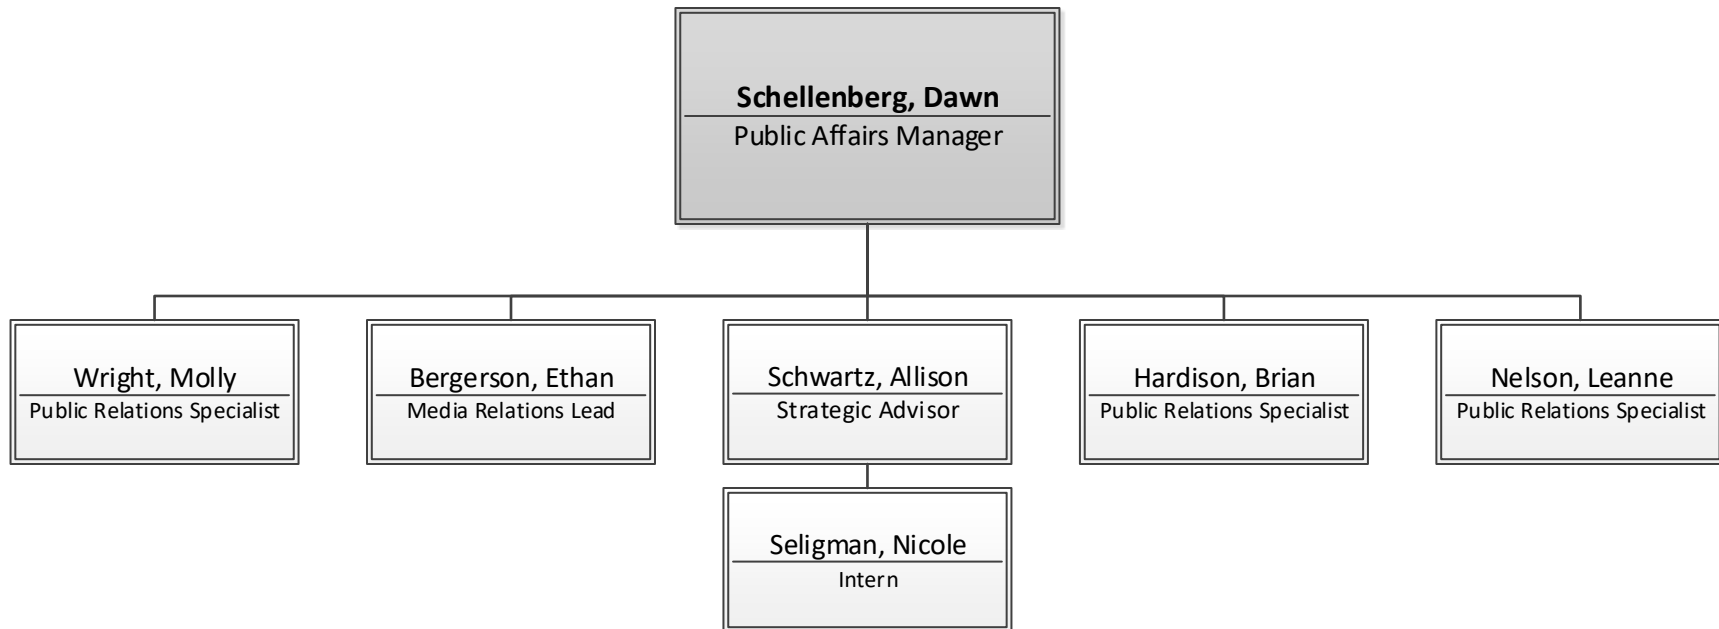 Schellenberg, Dawn
Public Affairs Manager
Wright, Molly
Public Relations Specialist
Bergerson, Ethan
Media Relations Lead
Schwartz, Allison
Strategic Advisor
Hardison, Brian
Public Relations Specialist
Nelson, Leanne
Public Relations Specialist
Seligman, Nicole
Intern